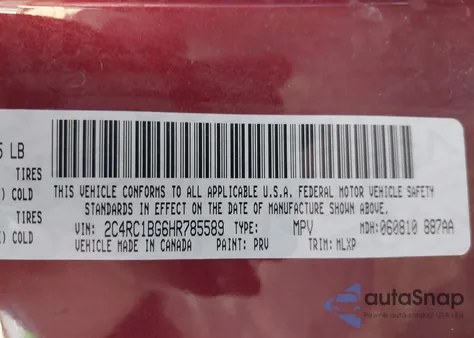 5 LB
TIRES
) COLD
TIRES
) COLD
THIS VEHICLE CONFORMS TO ALL APPLICABLE U.S.A. FEDERAL MOTOR VEHICLE SAFETY
STANDARDS IN EFFECT ON THE DATE OF MANUFACTURE SHOWN ABOVE.
VIN: 2C4RC1BG6HR785589 TYPE: MPV MDH:060810 887AA
VEHICLE MADE IN CANADA PAINT: PRV TRIM: MLXP
autoSnap